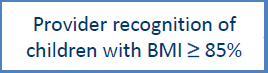 Provider recognition of
children with BMI ≥ 85%